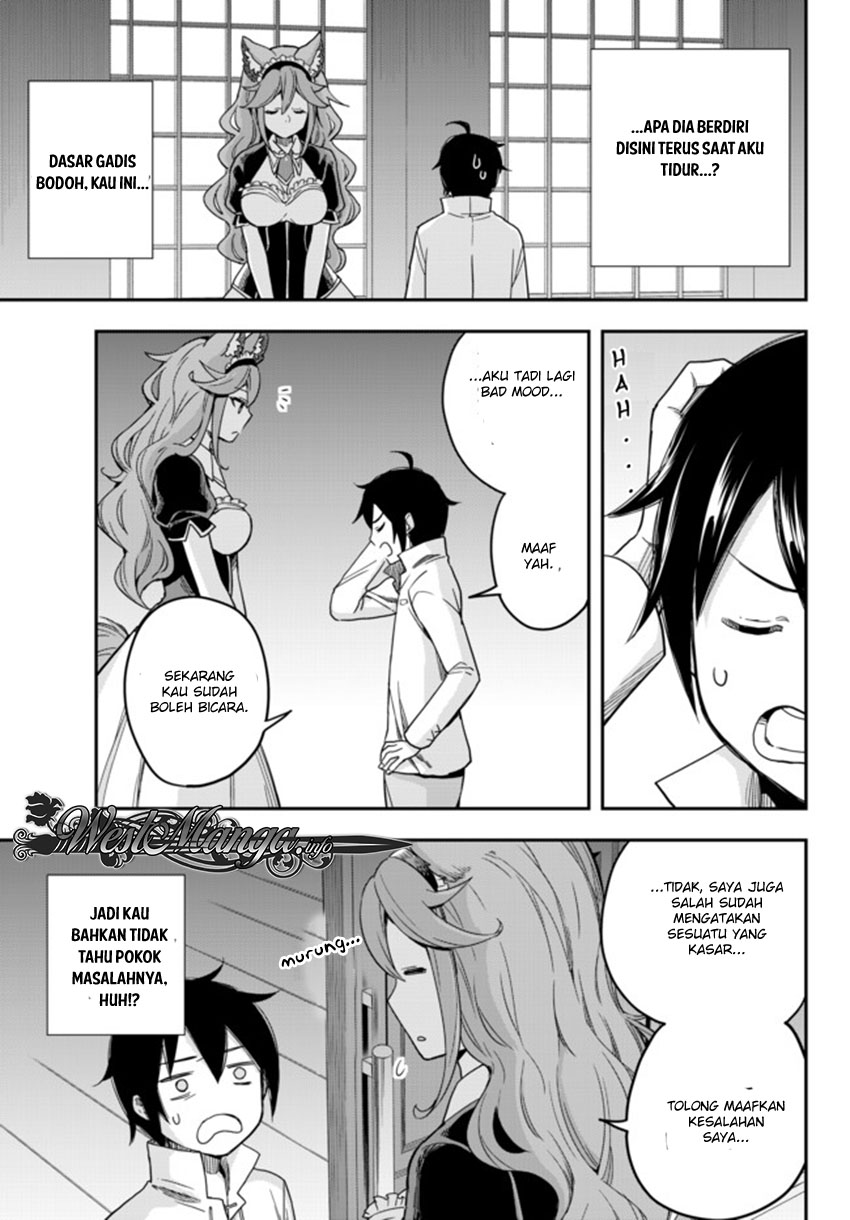 ...APA DIA BERDIRI
DISINI TERUS SAAT AKU
TIDUR...?
DASAR GADIS
BODOH, KAU INI...
HAH...
...AKU TADI LAGI
BAD MOOD...
MAAF
YAH.
SEKARANG
KAU SUDAH
BOLEH BICARA.
WestManga.info
...TIDAK, SAYA JUGA
SALAH SUDAH
MENGATAKAN
SESUATU YANG
KASAR...
murung...
TOLONG MAAFKAN
KESALAHAN
SAYA...
JADI KAU
BAHKAN TIDAK
TAHU POKOK
MASALAHNYA,
HUH!?